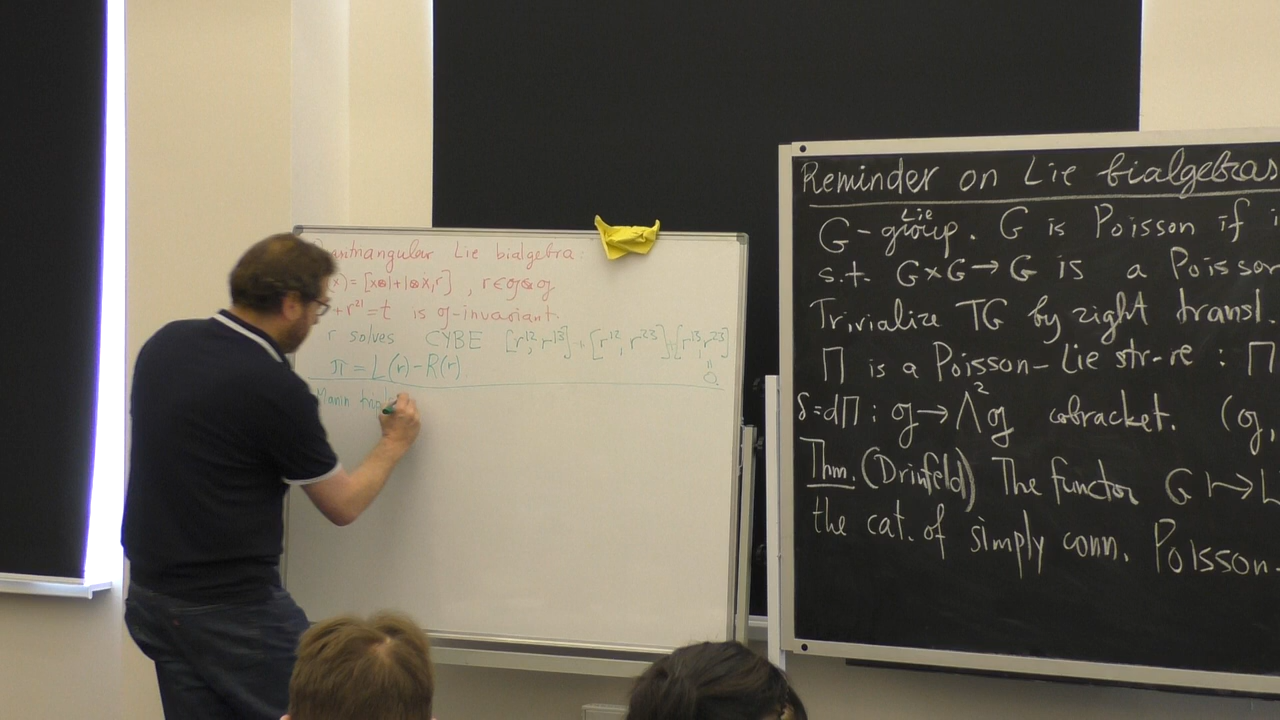 Lie bialgebra:
x) = [x⊗1+1⊗x, r] , r ∈ g⊗g
+ r²¹ = t is g-invariant.
r solves CYBE [r¹², r¹³] + [r¹², r²³] + [r¹³, r²³]
=
0.
π = L(r) - R(r)
Manin
Reminder on Lie bialgebras
G - Lie group. G is Poisson if
s.t. G×G → G is a Poisson
Trivialize TG by right transl.
Π is a Poisson-Lie str-re : Π
δ = dΠ : g → Λ²g cobracket. (g,
Thm. (Drinfeld) The functor G ↦ L
the cat. of simply conn. Poisson-